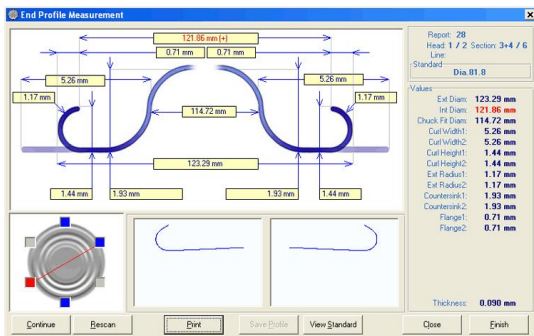 End Profile Measurement
121.86 mm (+)
0.71 mm 0.71 mm
5.26 mm 5.26 mm
1.17 mm 1.17 mm
114.72 mm
123.29 mm
1.44 mm 1.93 mm 1.93 mm 1.44 mm
Report: 28
Head: 1 / 2 Section: 3+4 / 6
Line:
Standard
Dia.81.8
Values
Ext Diam: 123.29 mm
Int Diam: 121.86 mm
Chuck Fit Diam: 114.72 mm
Curl Width1: 5.26 mm
Curl Width2: 5.26 mm
Curl Height1: 1.44 mm
Curl Height2: 1.44 mm
Ext Radius1: 1.17 mm
Ext Radius2: 1.17 mm
Countersink1: 1.93 mm
Countersink2: 1.93 mm
Flange1: 0.71 mm
Flange2: 0.71 mm
Thickness: 0.090 mm
Continue Rescan Print Save Profile View Standard Close Finish